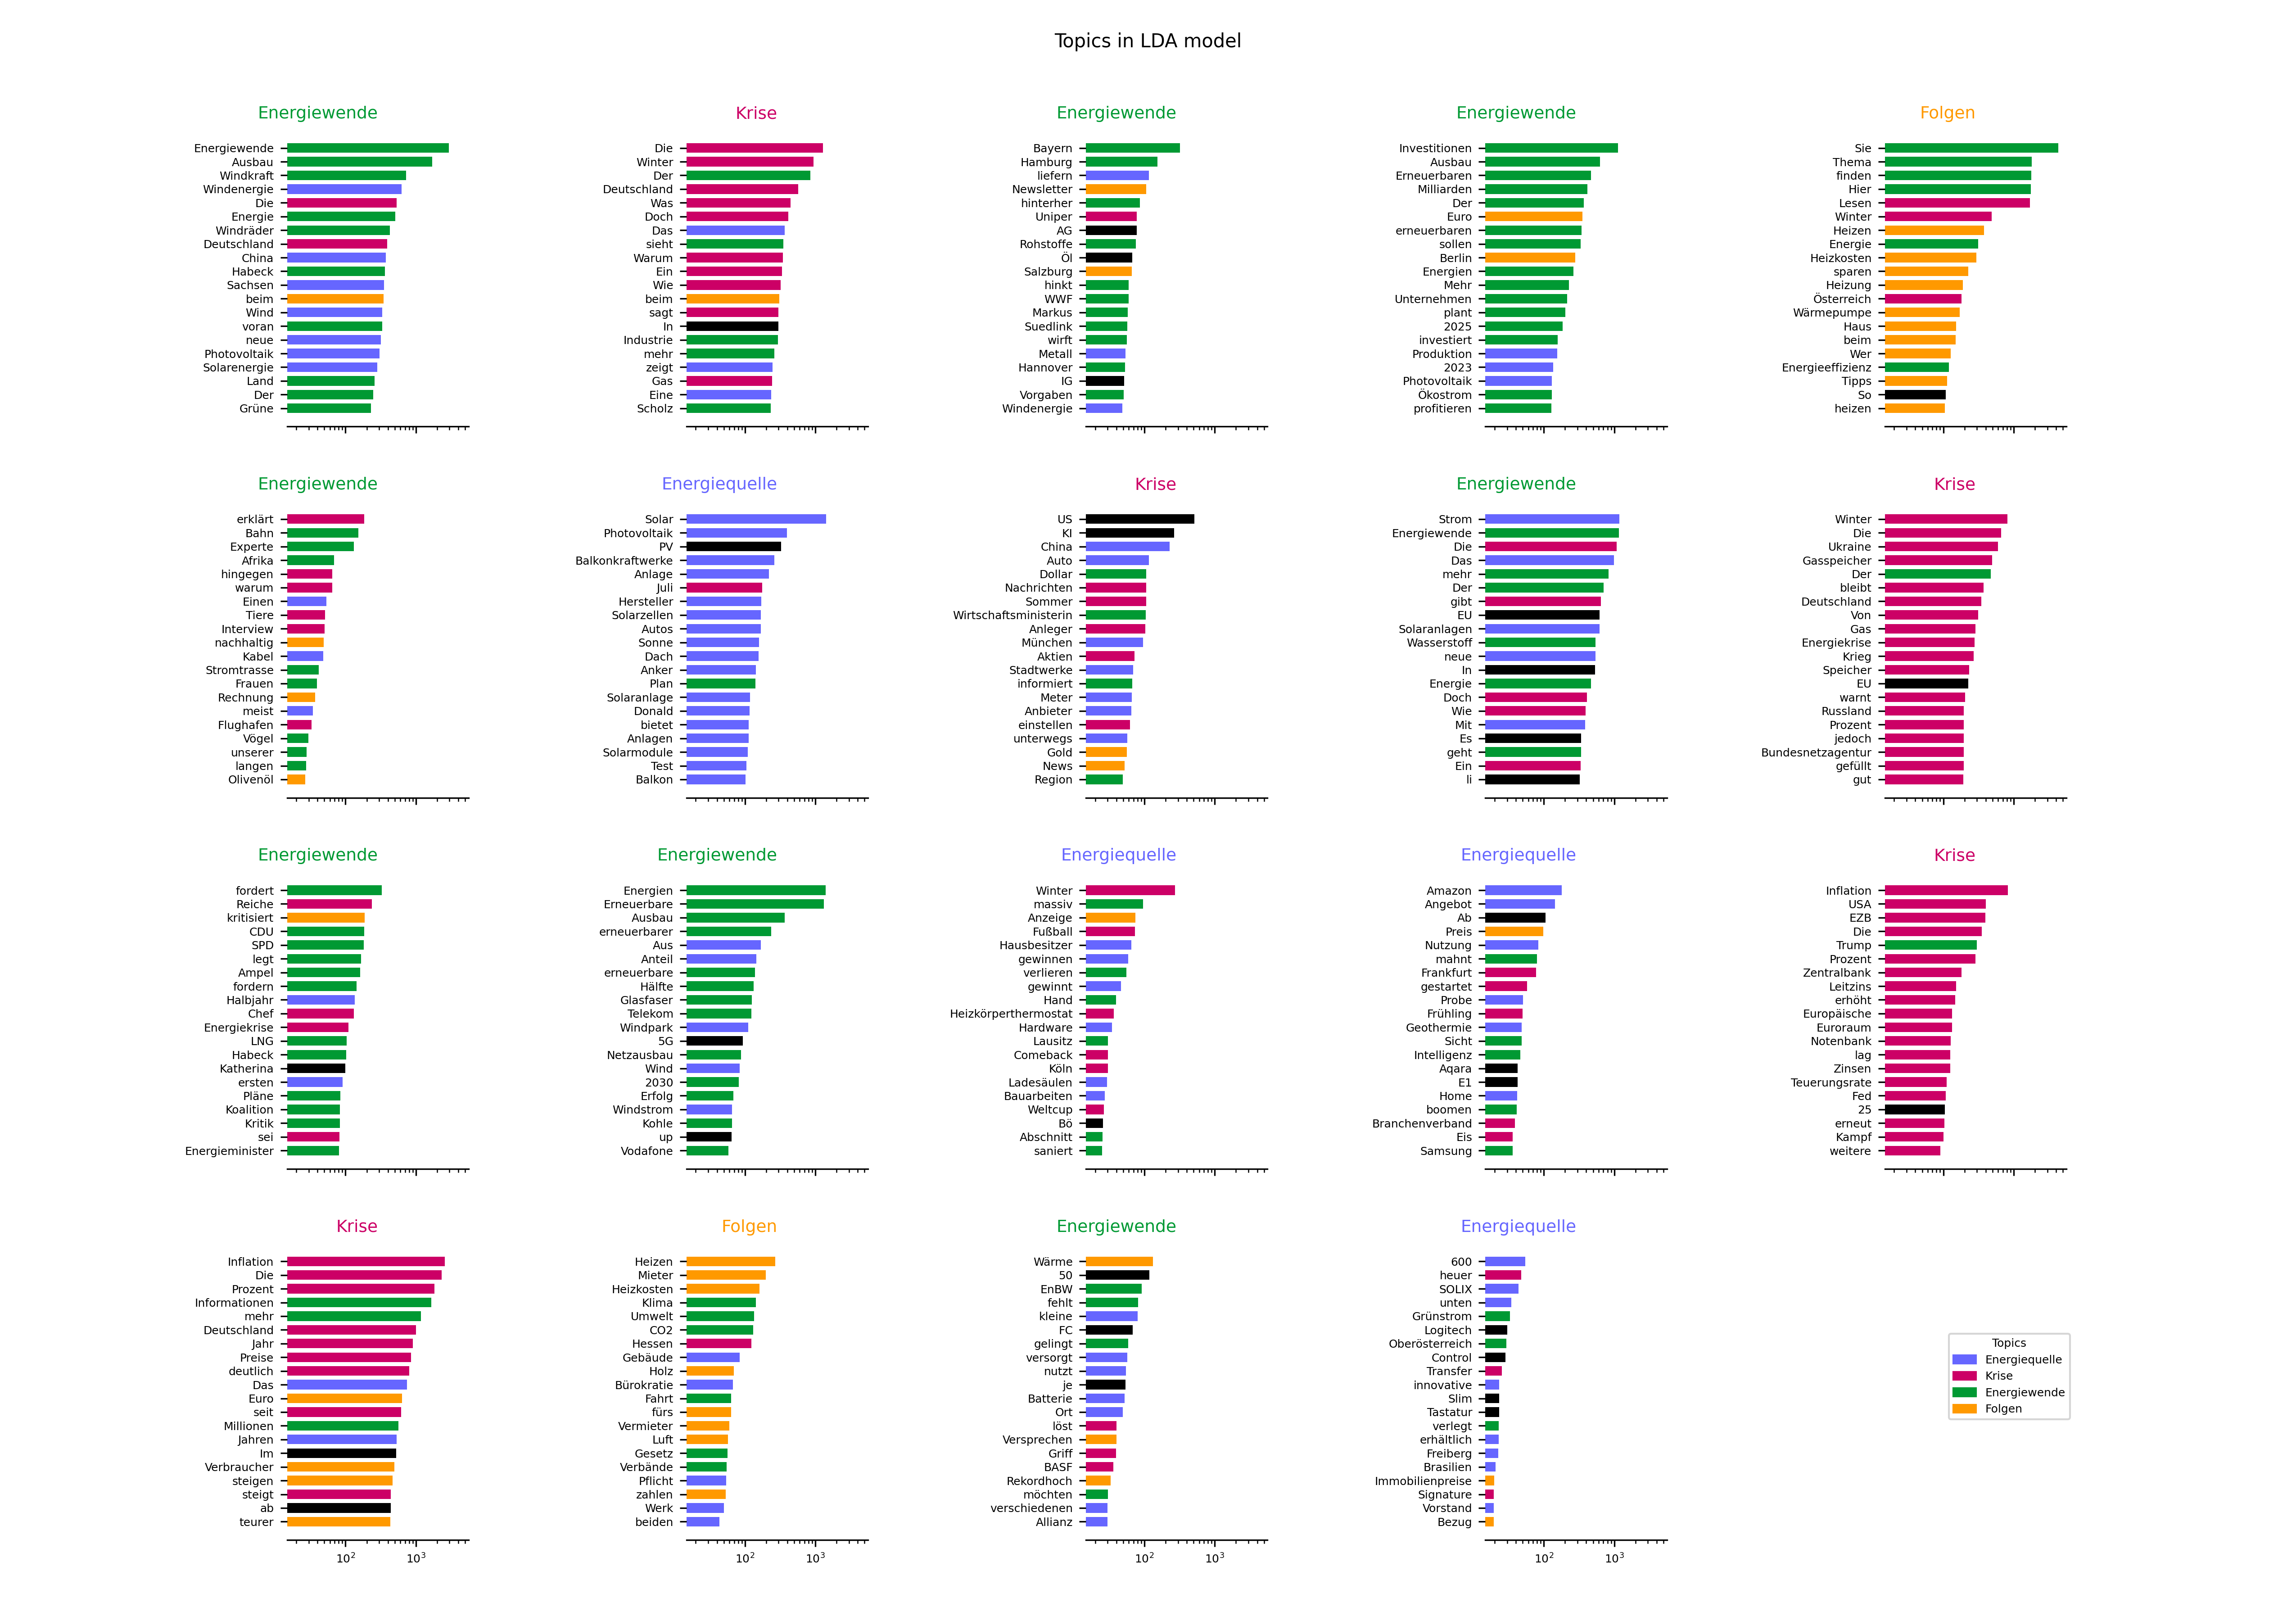 Topics in LDA model
Energiewende
Energiewende
Ausbau
Windkraft
Windenergie
Die
Energie
Windräder
Deutschland
China
Habeck
Sachsen
beim
Wind
voran
neue
Photovoltaik
Solarenergie
Land
Der
Grüne
Krise
Die
Winter
Der
Deutschland
Was
Doch
Das
sieht
Warum
Ein
Wie
beim
sagt
In
Industrie
mehr
zeigt
Gas
Eine
Scholz
Energiewende
Bayern
Hamburg
liefern
Newsletter
hinterher
Uniper
AG
Rohstoffe
Öl
Salzburg
hinkt
WWF
Markus
Suedlink
wirft
Metall
Hannover
IG
Vorgaben
Windenergie
Energiewende
Investitionen
Ausbau
Erneuerbaren
Milliarden
Der
Euro
erneuerbaren
sollen
Berlin
Energien
Mehr
Unternehmen
plant
2025
investiert
Produktion
2023
Photovoltaik
Ökostrom
profitieren
Folgen
Sie
Thema
finden
Hier
Lesen
Winter
Heizen
Energie
Heizkosten
sparen
Heizung
Österreich
Wärmepumpe
Haus
beim
Wer
Energieeffizienz
Tipps
So
heizen
Energiewende
erklärt
Bahn
Experte
Afrika
hingegen
warum
Einen
Tiere
Interview
nachhaltig
Kabel
Stromtrasse
Frauen
Rechnung
meist
Flughafen
Vögel
unserer
langen
Olivenöl
Energiequelle
Solar
Photovoltaik
PV
Balkonkraftwerke
Anlage
Juli
Hersteller
Solarzellen
Autos
Sonne
Dach
Anker
Plan
Solaranlage
Donald
bietet
Anlagen
Solarmodule
Test
Balkon
Krise
US
KI
China
Auto
Dollar
Nachrichten
Sommer
Wirtschaftsministerin
Anleger
München
Aktien
Stadtwerke
informiert
Meter
Anbieter
einstellen
unterwegs
Gold
News
Region
Energiewende
Strom
Energiewende
Die
Das
mehr
Der
gibt
EU
Solaranlagen
Wasserstoff
neue
In
Energie
Doch
Wie
Mit
Es
geht
Ein
li
Krise
Winter
Die
Ukraine
Gasspeicher
Der
bleibt
Deutschland
Von
Gas
Energiekrise
Krieg
Speicher
EU
warnt
Russland
Prozent
jedoch
Bundesnetzagentur
gefüllt
gut
Energiewende
fordert
Reiche
kritisiert
CDU
SPD
legt
Ampel
fordern
Halbjahr
Chef
Energiekrise
LNG
Habeck
Katherina
ersten
Pläne
Koalition
Kritik
sei
Energieminister
Energiewende
Energien
Erneuerbare
Ausbau
erneuerbarer
Aus
Anteil
erneuerbare
Hälfte
Glasfaser
Telekom
Windpark
5G
Netzausbau
Wind
2030
Erfolg
Windstrom
Kohle
up
Vodafone
Energiequelle
Winter
massiv
Anzeige
Fußball
Hausbesitzer
gewinnen
verlieren
gewinnt
Hand
Heizkörperthermostat
Hardware
Lausitz
Comeback
Köln
Ladesäulen
Bauarbeiten
Weltcup
Bö
Abschnitt
saniert
Energiequelle
Amazon
Angebot
Ab
Preis
Nutzung
mahnt
Frankfurt
gestartet
Probe
Frühling
Geothermie
Sicht
Intelligenz
Aqara
E1
Home
boomen
Branchenverband
Eis
Samsung
Krise
Inflation
USA
EZB
Die
Trump
Prozent
Zentralbank
Leitzins
erhöht
Europäische
Euroraum
Notenbank
lag
Zinsen
Teuerungsrate
Fed
25
erneut
Kampf
weitere
Krise
Inflation
Die
Prozent
Informationen
mehr
Deutschland
Jahr
Preise
deutlich
Das
Euro
seit
Millionen
Jahren
Im
Verbraucher
steigen
steigt
ab
teurer
10²
10³
Folgen
Heizen
Mieter
Heizkosten
Klima
Umwelt
CO2
Hessen
Gebäude
Holz
Bürokratie
Fahrt
fürs
Vermieter
Luft
Gesetz
Verbände
Pflicht
zahlen
Werk
beiden
10²
10³
Energiewende
Wärme
50
EnBW
fehlt
kleine
FC
gelingt
versorgt
nutzt
je
Batterie
Ort
löst
Versprechen
Griff
BASF
Rekordhoch
möchten
verschiedenen
Allianz
10²
10³
Energiequelle
600
heuer
SOLIX
unten
Grünstrom
Logitech
Oberösterreich
Control
Transfer
innovative
Slim
Tastatur
verlegt
erhältlich
Freiberg
Brasilien
Immobilienpreise
Signature
Vorstand
Bezug
10²
10³
Topics
Energiequelle
Krise
Energiewende
Folgen